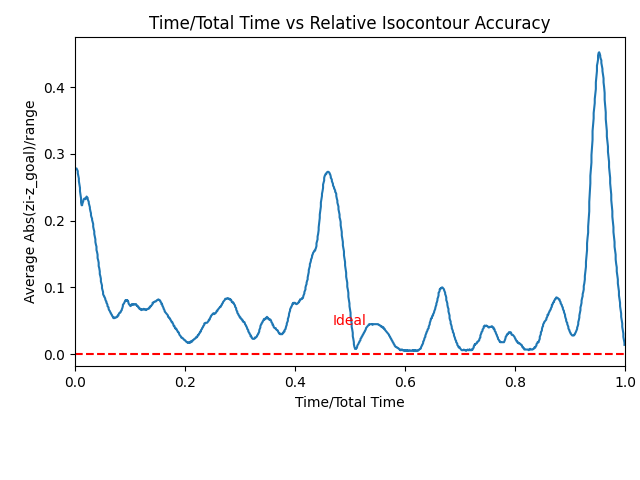 Time/Total Time vs Relative Isocontour Accuracy
Average Abs(zi-z_goal)/range
0.4
0.3
0.2
0.1
0.0
Ideal
0.0 0.2 0.4 0.6 0.8 1.0
Time/Total Time